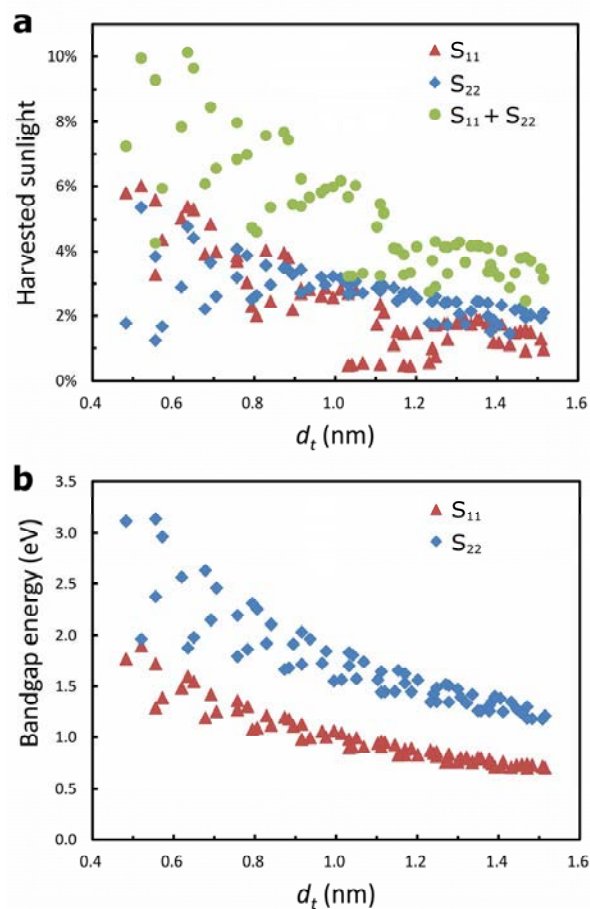 a
S11
S22
S11 + S22
10%
8%
6%
4%
2%
0%
Harvested sunlight
0.4 0.6 0.8 1.0 1.2 1.4 1.6
dt (nm)
b
S11
S22
3.5
3.0
2.5
2.0
1.5
1.0
0.5
0.0
Bandgap energy (eV)
0.4 0.6 0.8 1.0 1.2 1.4 1.6
dt (nm)